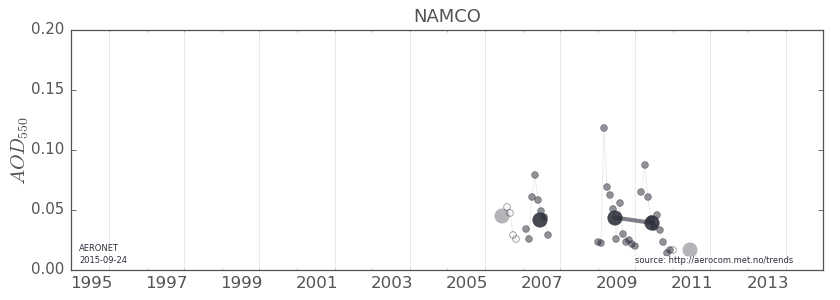 NAMCO
0.20
0.15
0.10
0.05
0.00
AOD550
AERONET
2015-09-24
source: http://aerocom.met.no/trends
1995 1997 1999 2001 2003 2005 2007 2009 2011 2013